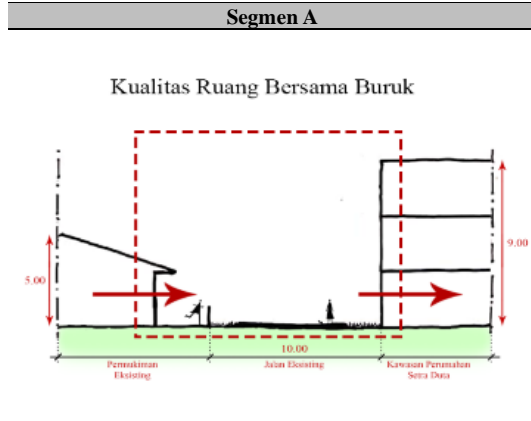 Segmen A
Kualitas Ruang Bersama Buruk
9.00
5.00
10.00
Permukiman
Eksisting
Jalan Eksisting
Kawasan Perumahan
Setra Duta